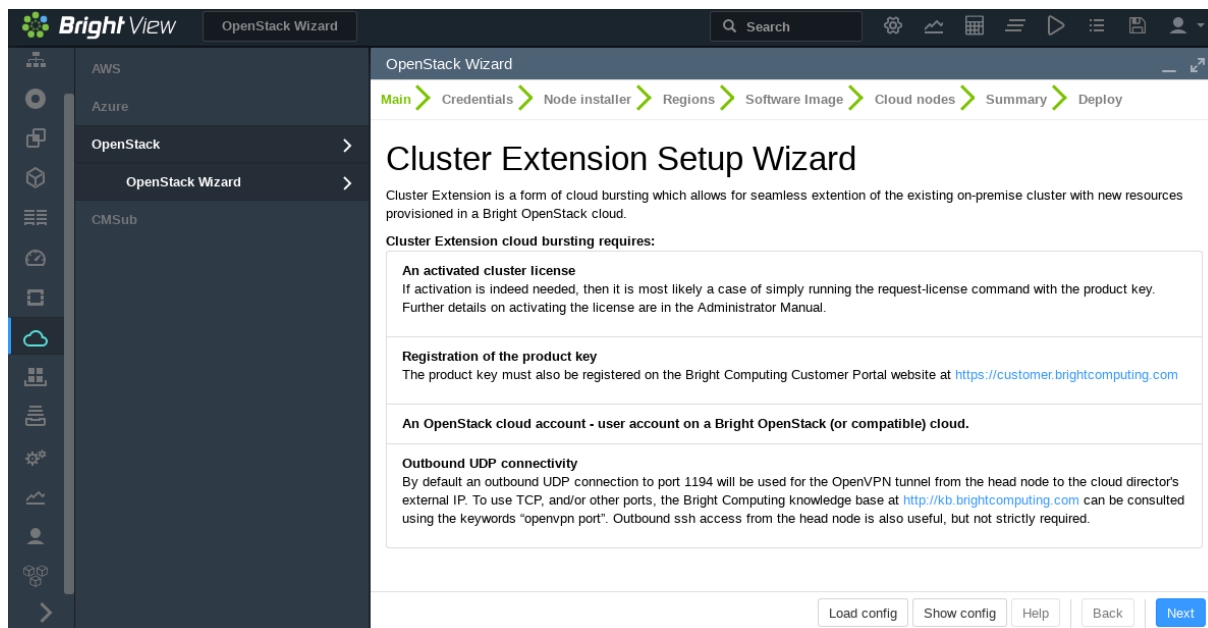 Bright View
OpenStack Wizard
Search
AWS
Azure
OpenStack
OpenStack Wizard
CMSub
OpenStack Wizard
Main
Credentials
Node installer
Regions
Software Image
Cloud nodes
Summary
Deploy
Cluster Extension Setup Wizard
Cluster Extension is a form of cloud bursting which allows for seamless extention of the existing on-premise cluster with new resources
provisioned in a Bright OpenStack cloud.
Cluster Extension cloud bursting requires:
An activated cluster license
If activation is indeed needed, then it is most likely a case of simply running the request-license command with the product key.
Further details on activating the license are in the Administrator Manual.
Registration of the product key
The product key must also be registered on the Bright Computing Customer Portal website at https://customer.brightcomputing.com
An OpenStack cloud account - user account on a Bright OpenStack (or compatible) cloud.
Outbound UDP connectivity
By default an outbound UDP connection to port 1194 will be used for the OpenVPN tunnel from the head node to the cloud director's
external IP. To use TCP, and/or other ports, the Bright Computing knowledge base at http://kb.brightcomputing.com can be consulted
using the keywords “openvpn port”. Outbound ssh access from the head node is also useful, but not strictly required.
Load config
Show config
Help
Back
Next